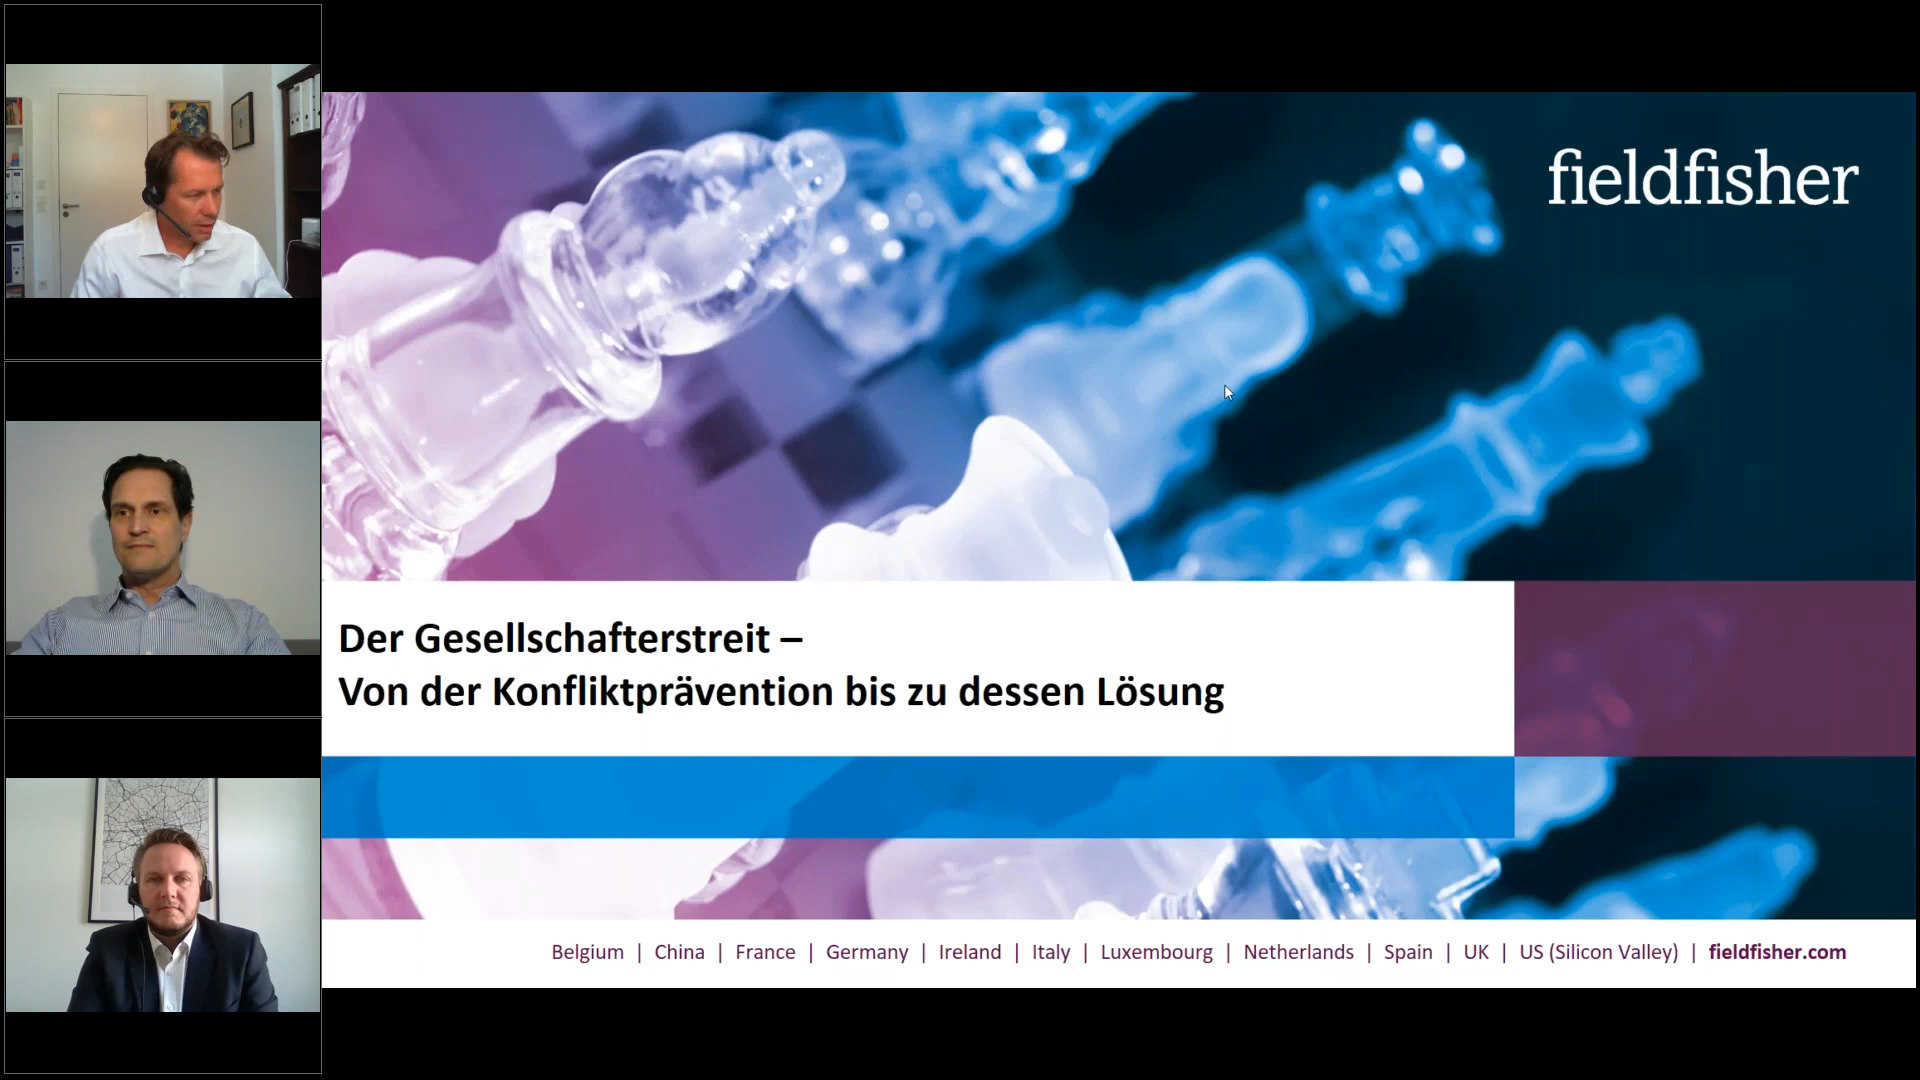 fieldfisher
Der Gesellschafterstreit –
Von der Konfliktprävention bis zu dessen Lösung
Belgium | China | France | Germany | Ireland | Italy | Luxembourg | Netherlands | Spain | UK | US (Silicon Valley) | fieldfisher.com